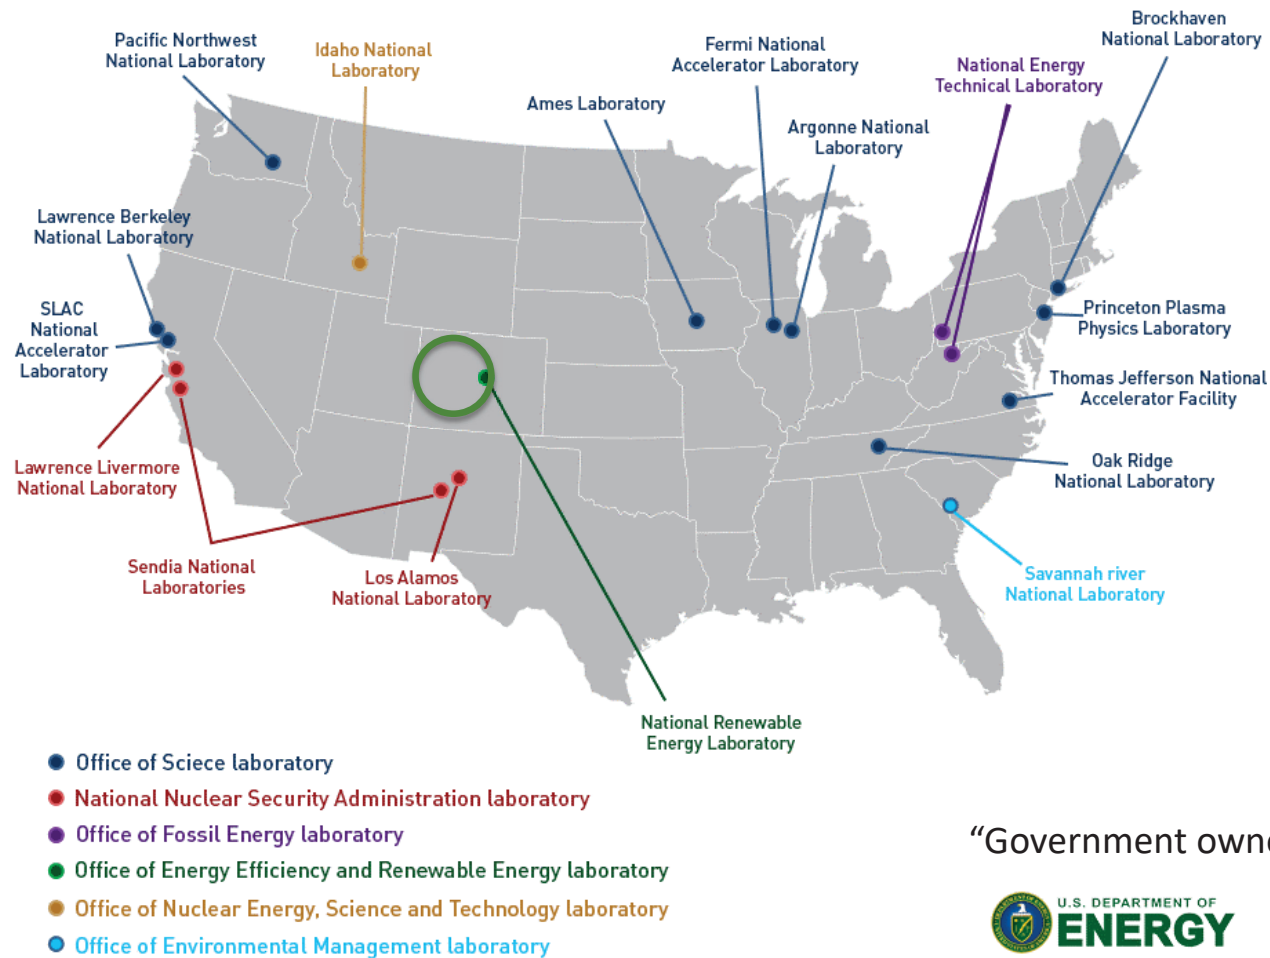 Brockhaven
National Laboratory
Pacific Northwest
National Laboratory
Idaho National
Laboratory
Fermi National
Accelerator Laboratory
National Energy
Technical Laboratory
Ames Laboratory
Argonne National
Laboratory
Lawrence Berkeley
National Laboratory
SLAC
National
Accelerator
Laboratory
Princeton Plasma
Physics Laboratory
Thomas Jefferson National
Accelerator Facility
Lawrence Livermore
National Laboratory
Oak Ridge
National Laboratory
Sendia National
Laboratories
Los Alamos
National Laboratory
Savannah river
National Laboratory
National Renewable
Energy Laboratory
Office of Sciece laboratory
National Nuclear Security Administration laboratory
Office of Fossil Energy laboratory
Office of Energy Efficiency and Renewable Energy laboratory
Office of Nuclear Energy, Science and Technology laboratory
Office of Environmental Management laboratory
“Government owne
U.S. DEPARTMENT OF
ENERGY